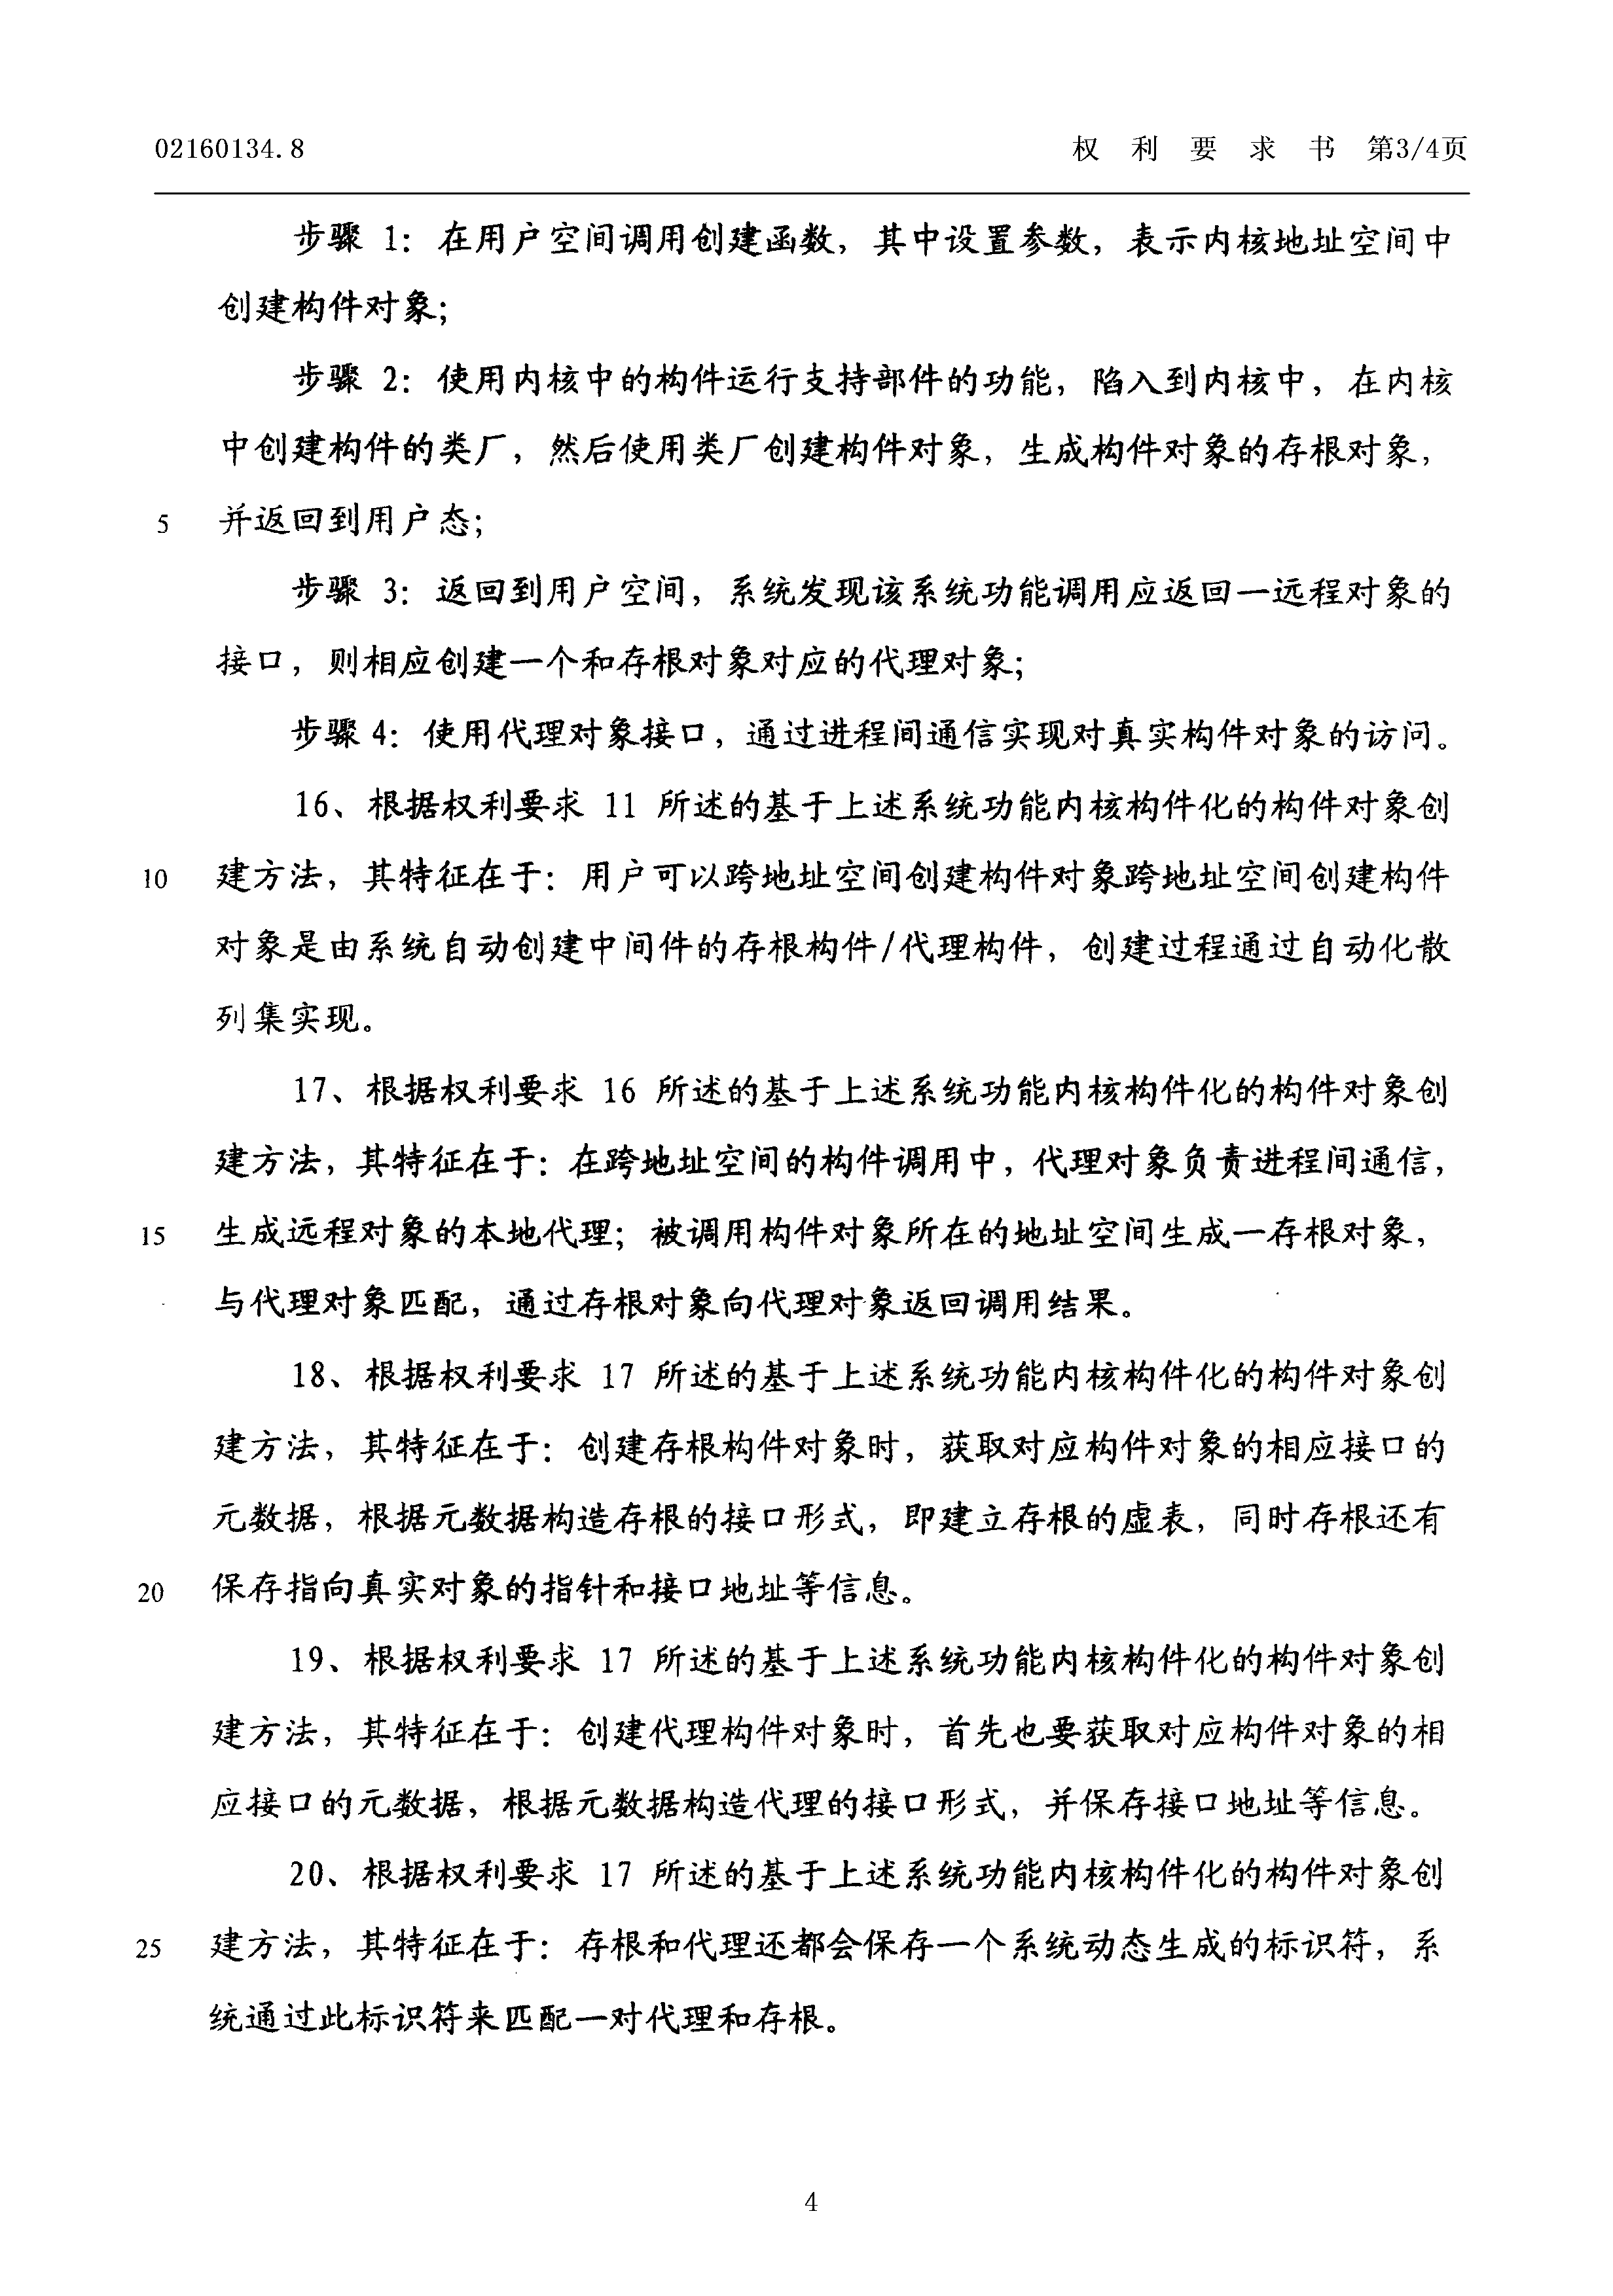 02160134.8 权 利 要 求 书 第3/4页
步骤 1：在用户空间调用创建函数，其中设置参数，表示内核地址空间中
创建构件对象；
步骤 2：使用内核中的构件运行支持部件的功能，陷入到内核中，在内核
中创建构件的类厂，然后使用类厂创建构件对象，生成构件对象的存根对象，
5 并返回到用户态；
步骤 3：返回到用户空间，系统发现该系统功能调用应返回一远程对象的
接口，则相应创建一个和存根对象对应的代理对象；
步骤 4：使用代理对象接口，通过进程间通信实现对真实构件对象的访问。
16、根据权利要求 11 所述的基于上述系统功能内核构件化的构件对象创
10 建方法，其特征在于：用户可以跨地址空间创建构件对象跨地址空间创建构件
对象是由系统自动创建中间件的存根构件/代理构件，创建过程通过自动化散
列集实现。
17、根据权利要求 16 所述的基于上述系统功能内核构件化的构件对象创
建方法，其特征在于：在跨地址空间的构件调用中，代理对象负责进程间通信，
15 生成远程对象的本地代理；被调用构件对象所在的地址空间生成一存根对象，
与代理对象匹配，通过存根对象向代理对象返回调用结果。
18、根据权利要求 17 所述的基于上述系统功能内核构件化的构件对象创
建方法，其特征在于：创建存根构件对象时，获取对应构件对象的相应接口的
元数据，根据元数据构造存根的接口形式，即建立存根的虚表，同时存根还有
20 保存指向真实对象的指针和接口地址等信息。
19、根据权利要求 17 所述的基于上述系统功能内核构件化的构件对象创
建方法，其特征在于：创建代理构件对象时，首先也要获取对应构件对象的相
应接口的元数据，根据元数据构造代理的接口形式，并保存接口地址等信息。
20、根据权利要求 17 所述的基于上述系统功能内核构件化的构件对象创
25 建方法，其特征在于：存根和代理还都会保存一个系统动态生成的标识符，系
统通过此标识符来匹配一对代理和存根。
4